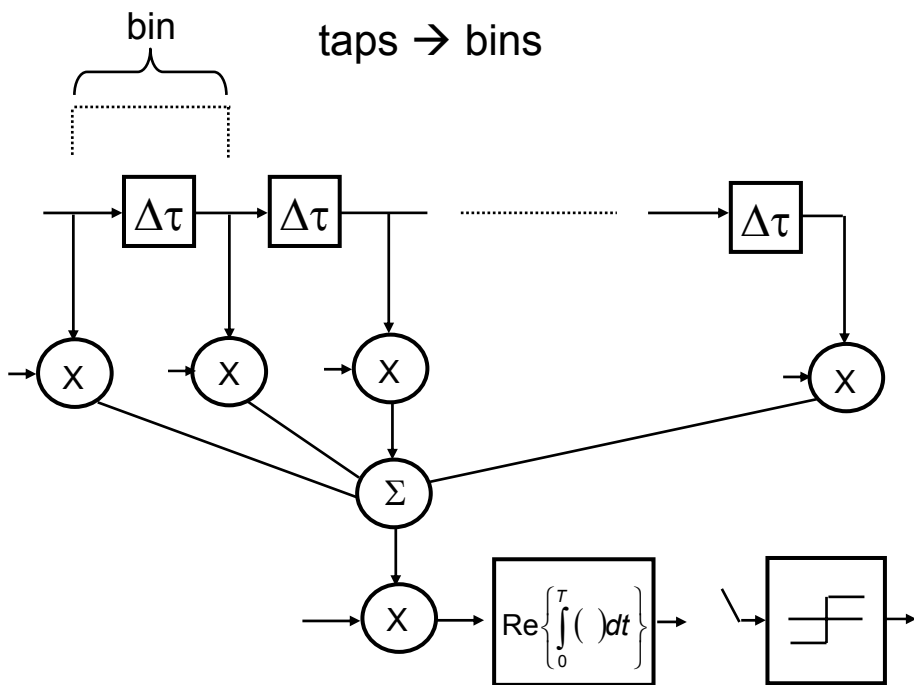 bin
taps → bins
Δτ Δτ Δτ
X X X X
Σ
X Re{∫₀ᵀ( )dt}